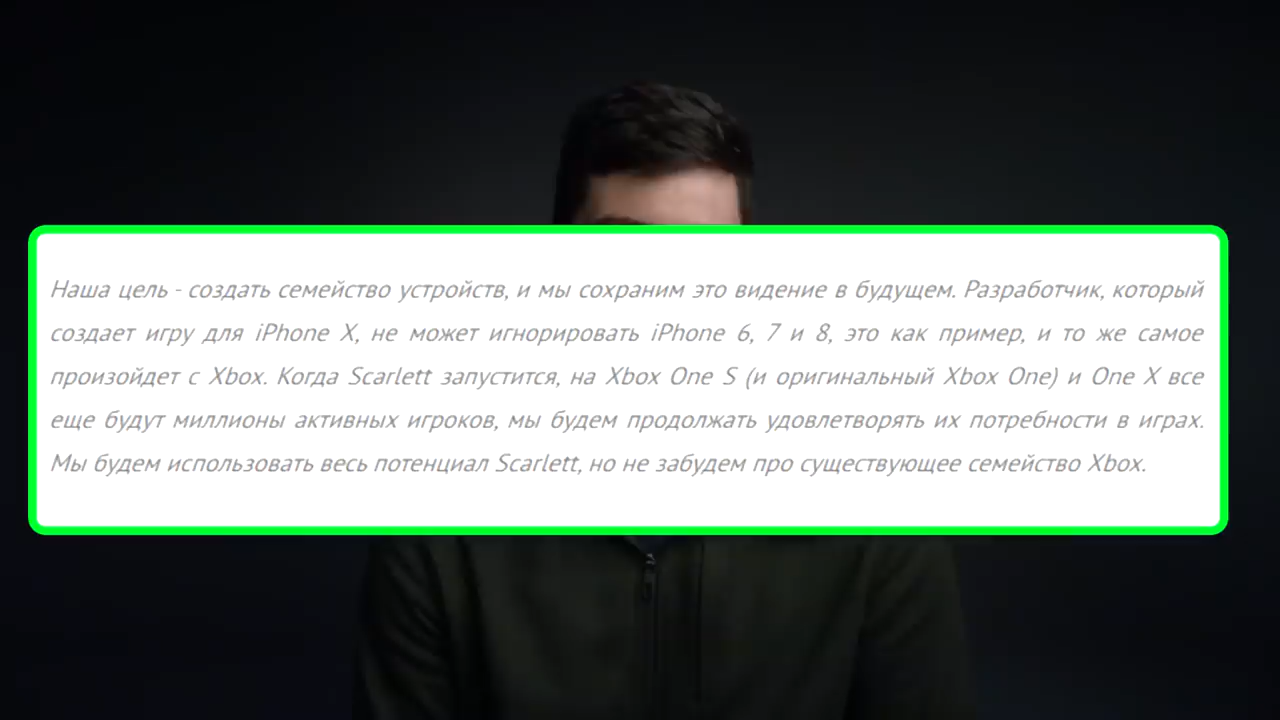 Наша цель - создать семейство устройств, и мы сохраним это видение в будущем. Разработчик, который
создает игру для iPhone X, не может игнорировать iPhone 6, 7 и 8, это как пример, и то же самое
произойдет с Xbox. Когда Scarlett запустится, на Xbox One S (и оригинальный Xbox One) и One X все
еще будут миллионы активных игроков, мы будем продолжать удовлетворять их потребности в играх.
Мы будем использовать весь потенциал Scarlett, но не забудем про существующее семейство Xbox.